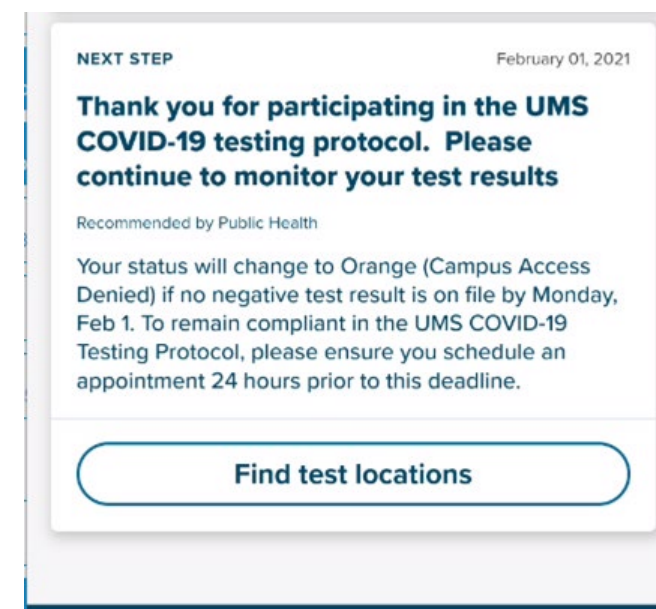 NEXT STEP February 01, 2021
Thank you for participating in the UMS
COVID-19 testing protocol.  Please
continue to monitor your test results
Recommended by Public Health
Your status will change to Orange (Campus Access
Denied) if no negative test result is on file by Monday,
Feb 1. To remain compliant in the UMS COVID-19
Testing Protocol, please ensure you schedule an
appointment 24 hours prior to this deadline.
Find test locations